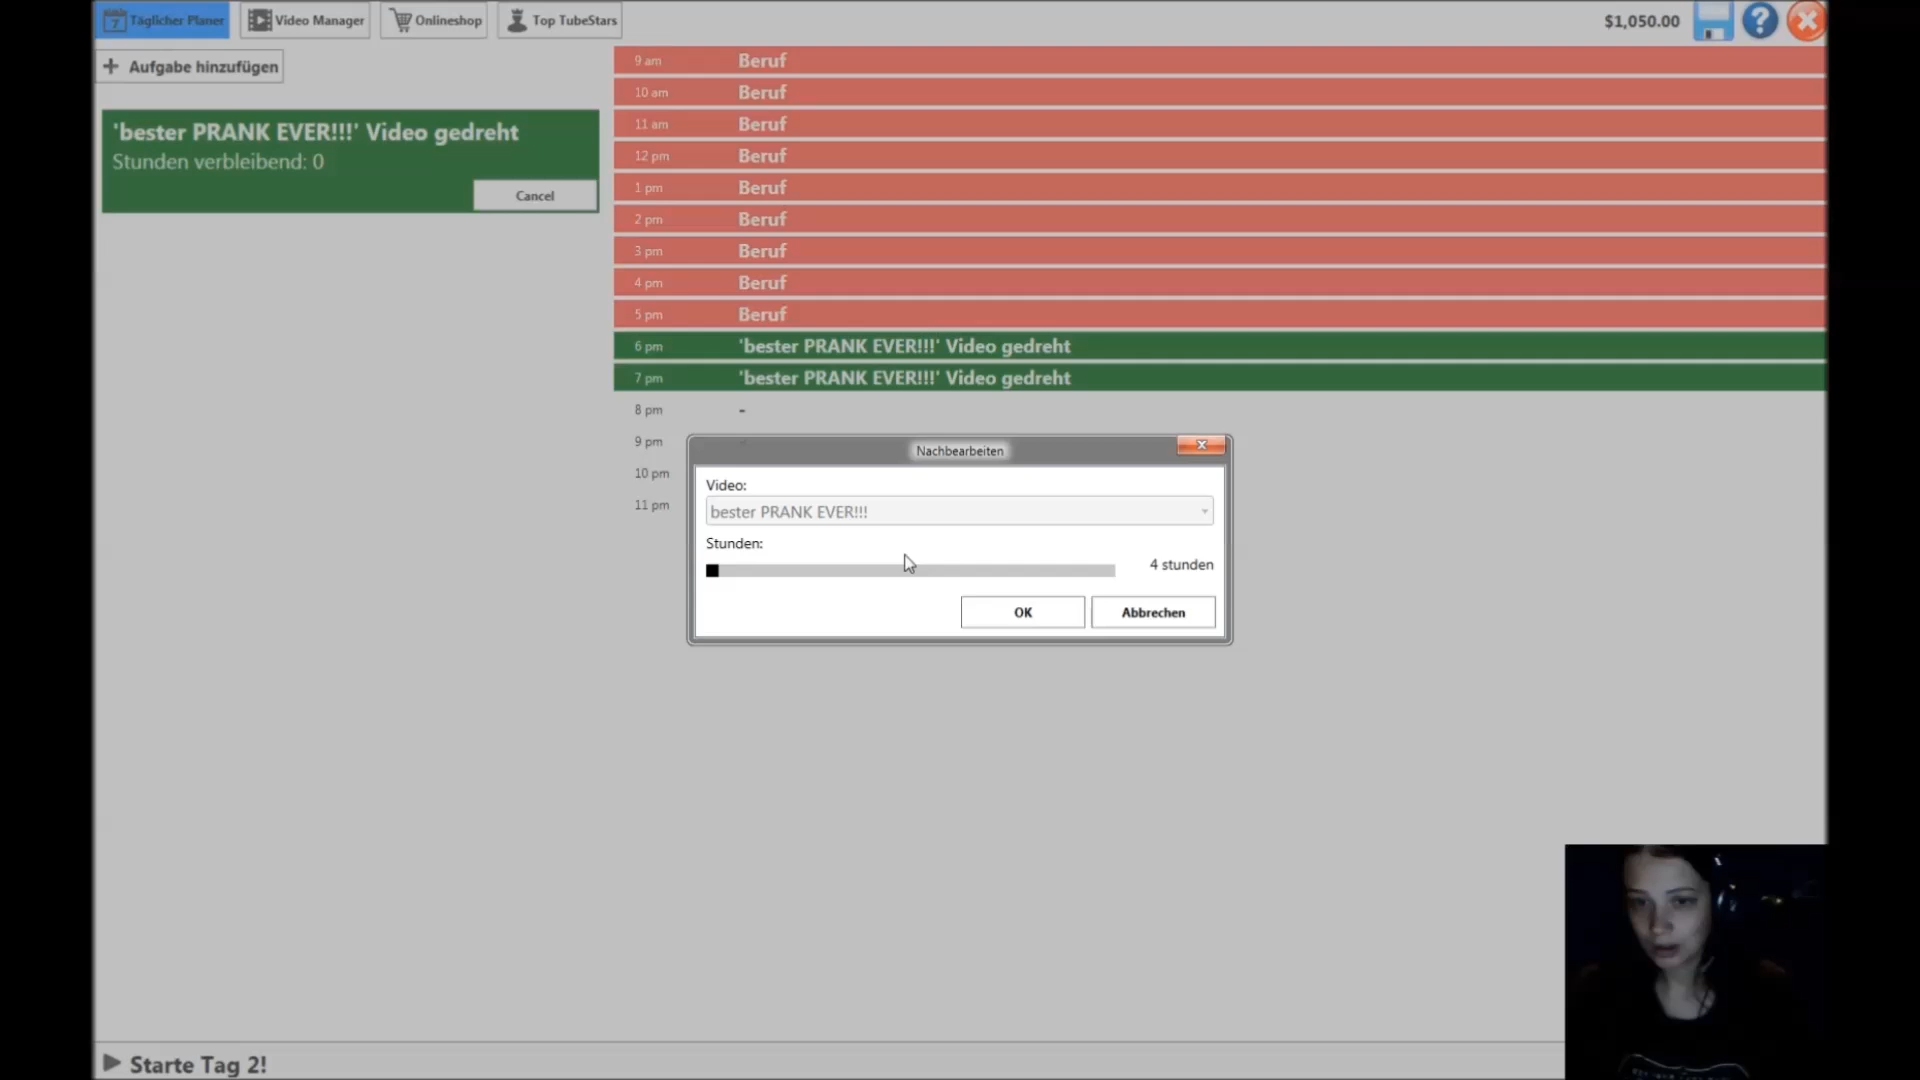 Täglicher Planer
Video Manager
Onlineshop
Top TubeStars
$1,050.00
Aufgabe hinzufügen
'bester PRANK EVER!!!' Video gedreht
Stunden verbleibend: 0
Cancel
9 am Beruf
10 am Beruf
11 am Beruf
12 pm Beruf
1 pm Beruf
2 pm Beruf
3 pm Beruf
4 pm Beruf
5 pm Beruf
6 pm 'bester PRANK EVER!!!' Video gedreht
7 pm 'bester PRANK EVER!!!' Video gedreht
8 pm -
9 pm -
10 pm
11 pm
Nachbearbeiten
Video:
bester PRANK EVER!!!
Stunden:
4 stunden
OK
Abbrechen
Starte Tag 2!